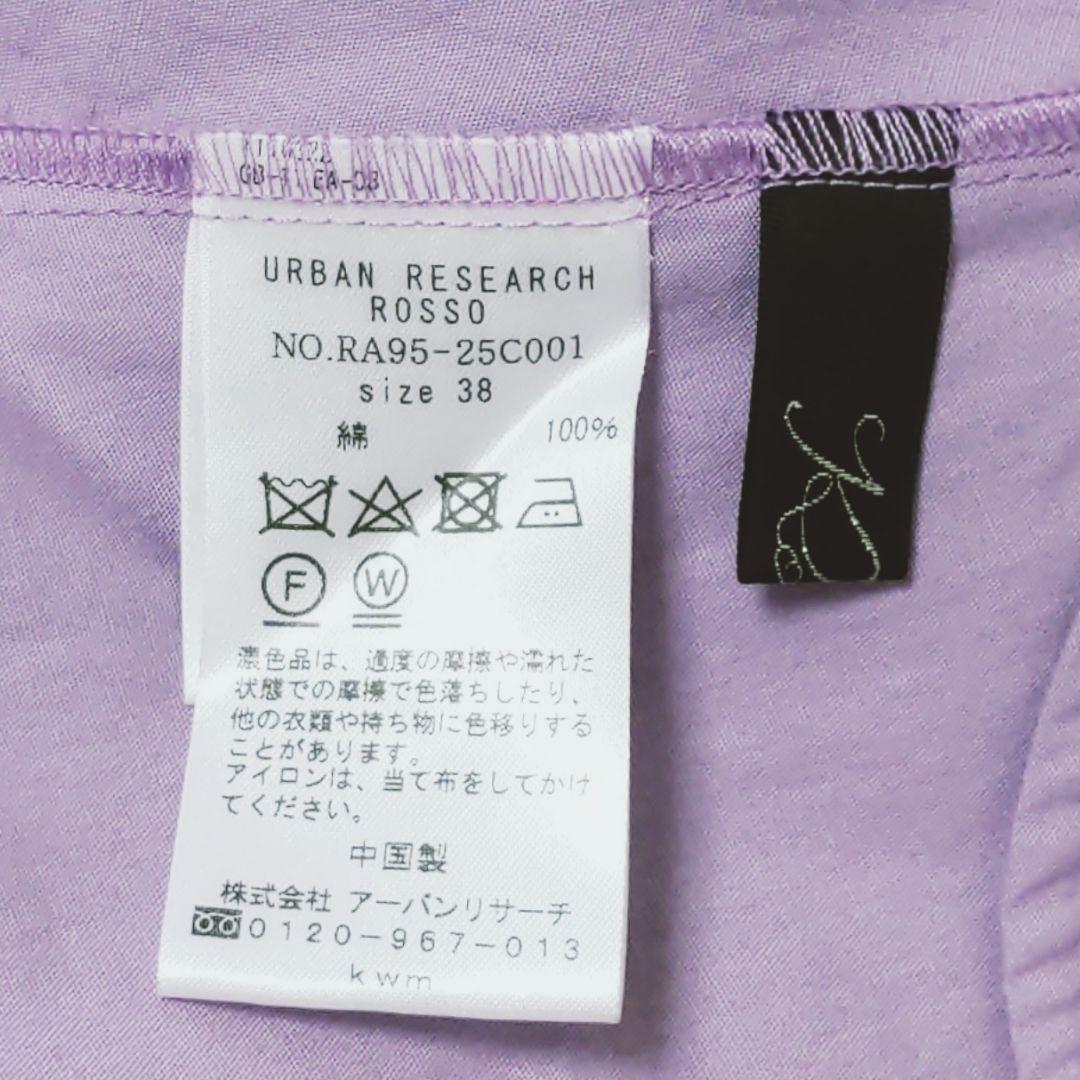 URBAN RESEARCH
ROSSO
NO.RA95-25C001
size 38
綿 100%
F W
濃色品は、過度の摩擦や濡れた
状態での摩擦で色落ちしたり、
他の衣類や持ち物に色移りする
ことがあります。
アイロンは、当て布をしてかけ
てください。
中国製
株式会社 アーバンリサーチ
0120-967-013
kwm